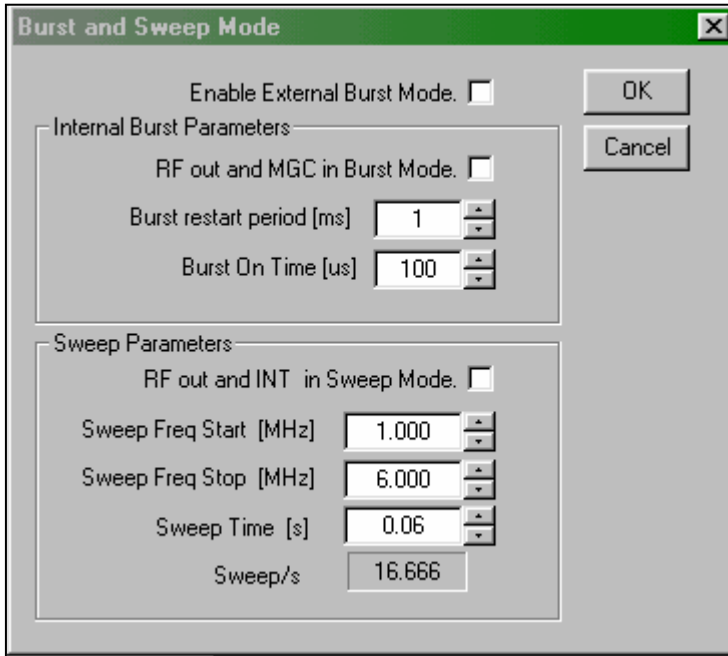 Burst and Sweep Mode
Enable External Burst Mode.
OK
Cancel
Internal Burst Parameters
RF out and MGC in Burst Mode.
Burst restart period [ms] 1
Burst On Time [us] 100
Sweep Parameters
RF out and INT in Sweep Mode.
Sweep Freq Start [MHz] 1.000
Sweep Freq Stop [MHz] 6.000
Sweep Time [s] 0.06
Sweep/s 16.666